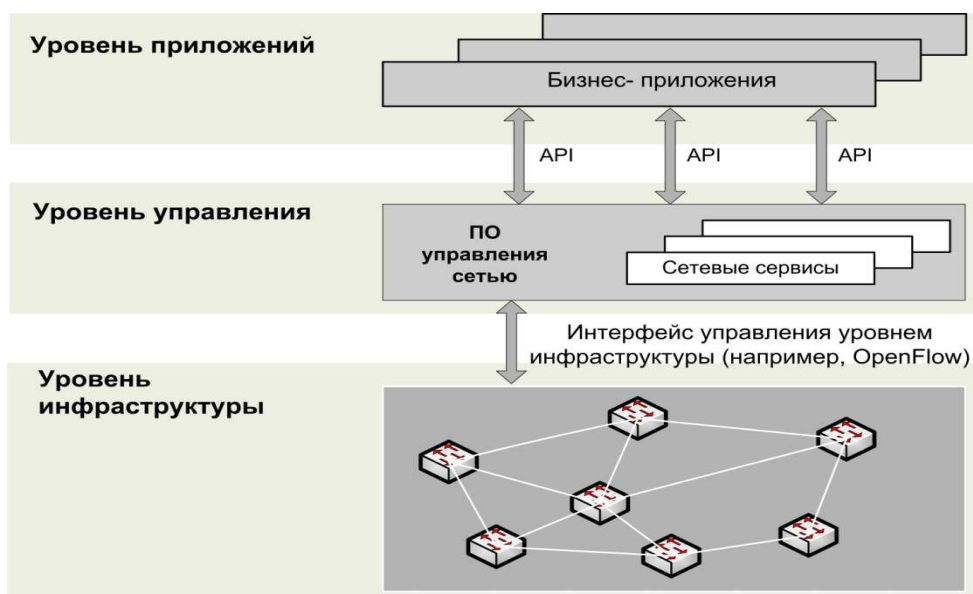 Уровень приложений
Бизнес- приложения
API
API
API
Уровень управления
ПО
управления
сетью
Сетевые сервисы
Интерфейс управления уровнем
инфраструктуры (например, OpenFlow)
Уровень
инфраструктуры